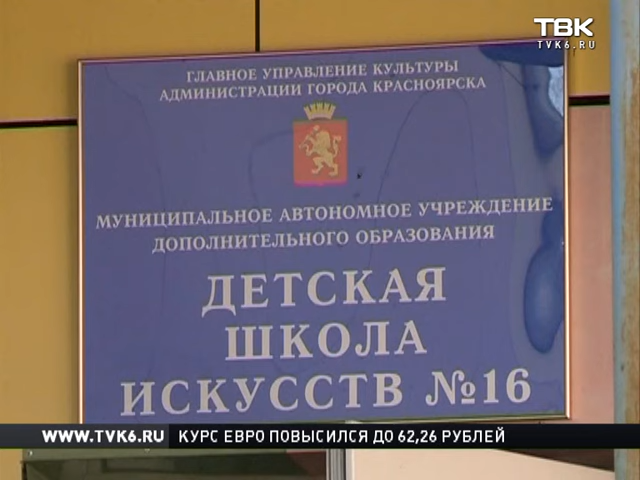 ТВК
TVK6.RU
ГЛАВНОЕ УПРАВЛЕНИЕ КУЛЬТУРЫ
АДМИНИСТРАЦИИ ГОРОДА КРАСНОЯРСКА
МУНИЦИПАЛЬНОЕ АВТОНОМНОЕ УЧРЕЖДЕНИЕ
ДОПОЛНИТЕЛЬНОГО ОБРАЗОВАНИЯ
ДЕТСКАЯ
ШКОЛА
ИСКУССТВ №16
WWW.TVK6.RU КУРС ЕВРО ПОВЫСИЛСЯ ДО 62,26 РУБЛЕЙ